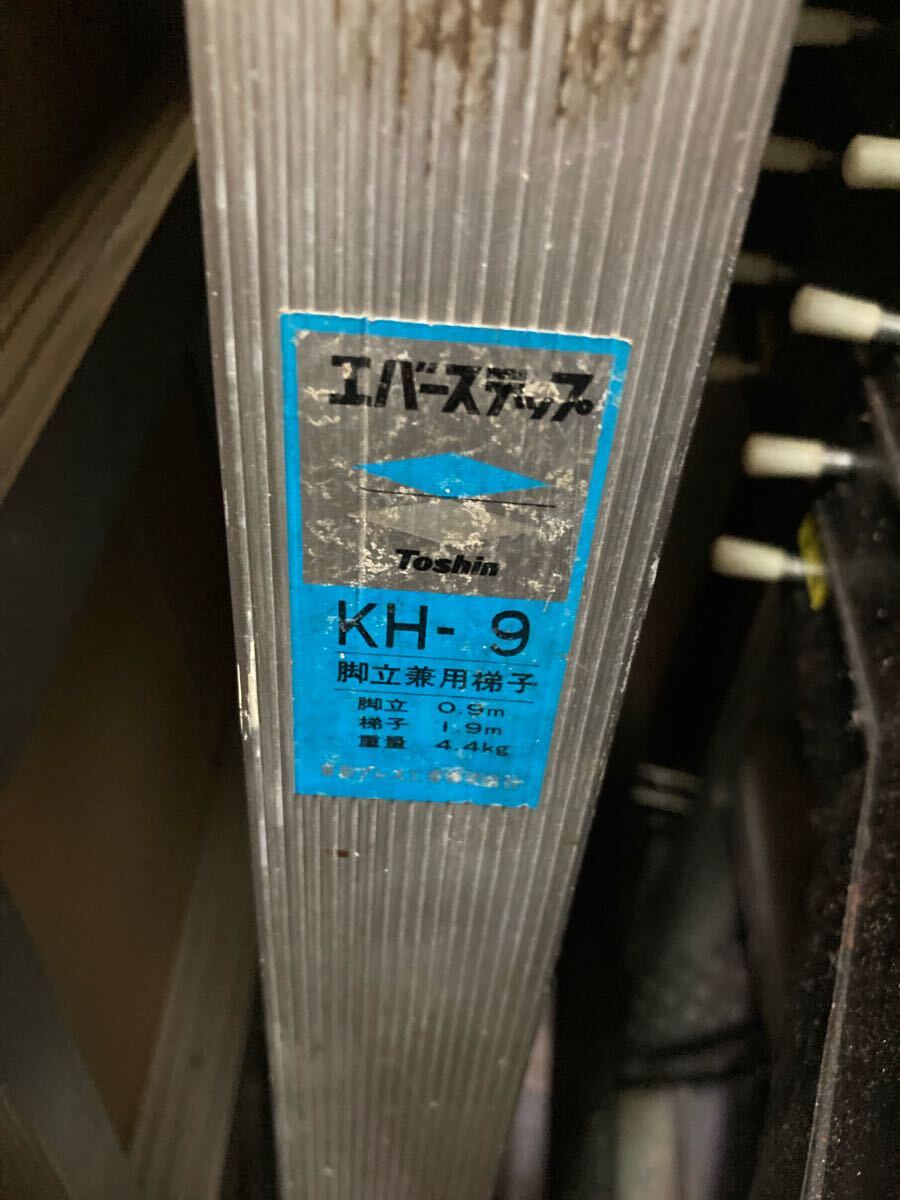 エバーステップ
Toshin
KH- 9
脚立兼用梯子
脚立 0.9m
梯子 1.9m
重量 4.4kg